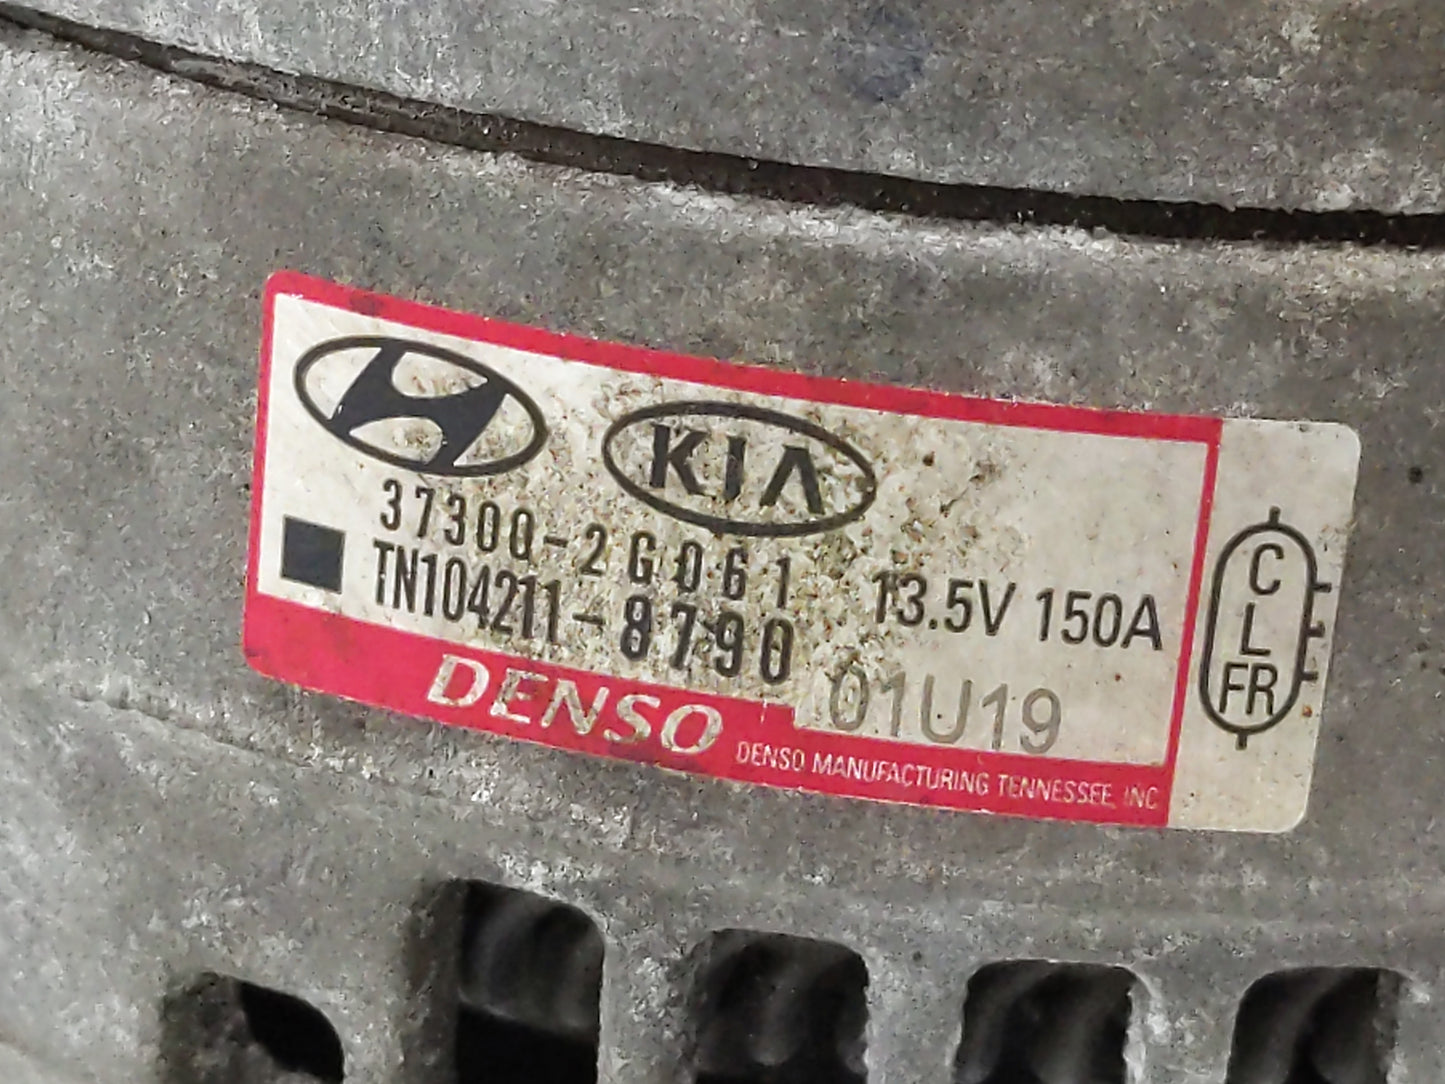 KIA
37300-2G061
TN104211-8790
13.5V 150A
01U19
DENSO
DENSO MANUFACTURING TENNESSEE, INC
C
L
FR